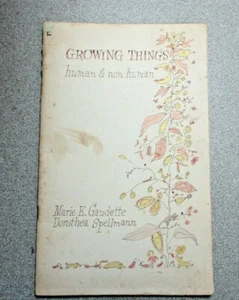 GROWING THINGS
human & non-human
Marie E. Gaudette
Dorothea Spellmann